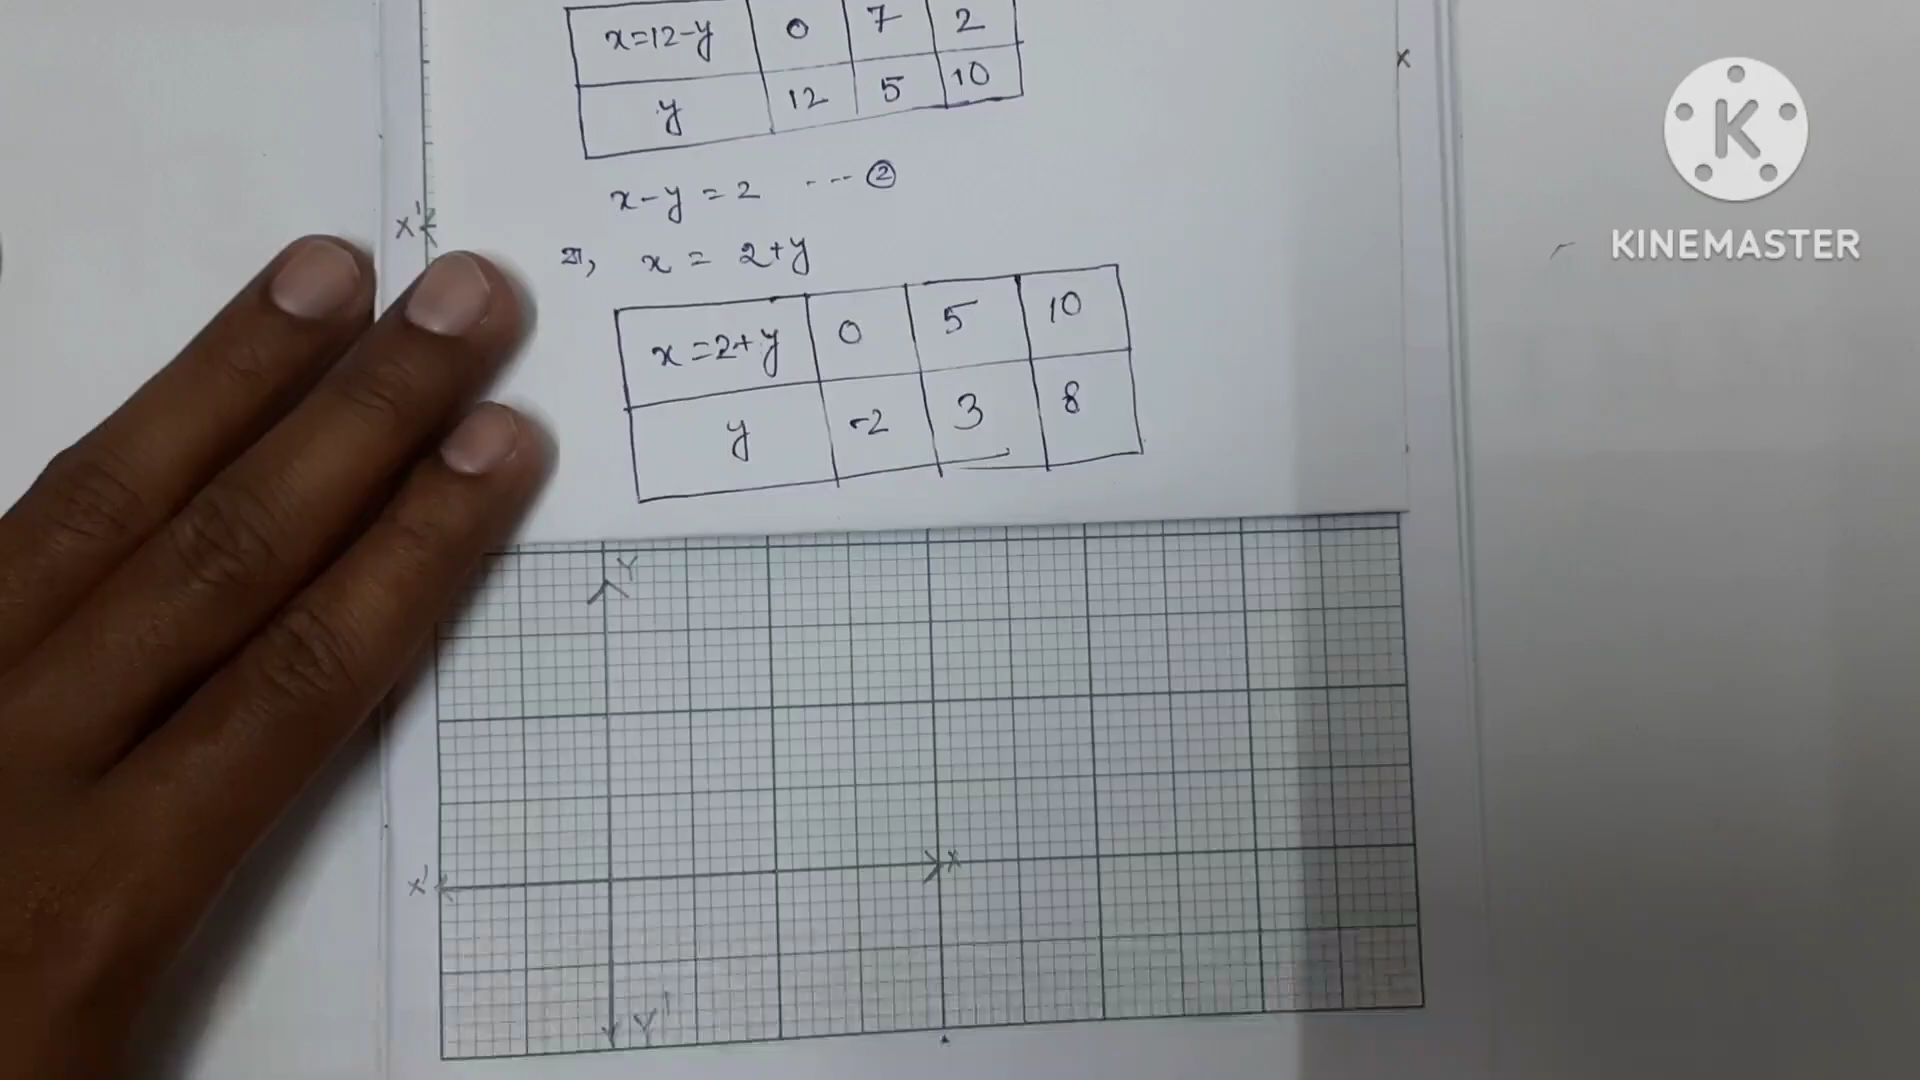 x=12-y 0 7 2
y 12 5 10
x-y = 2 --- ②
বা, x = 2+y
x=2+y 0 5 10
y -2 3 8
X'
X
Y
X'
X
Y'
K
KINEMASTER